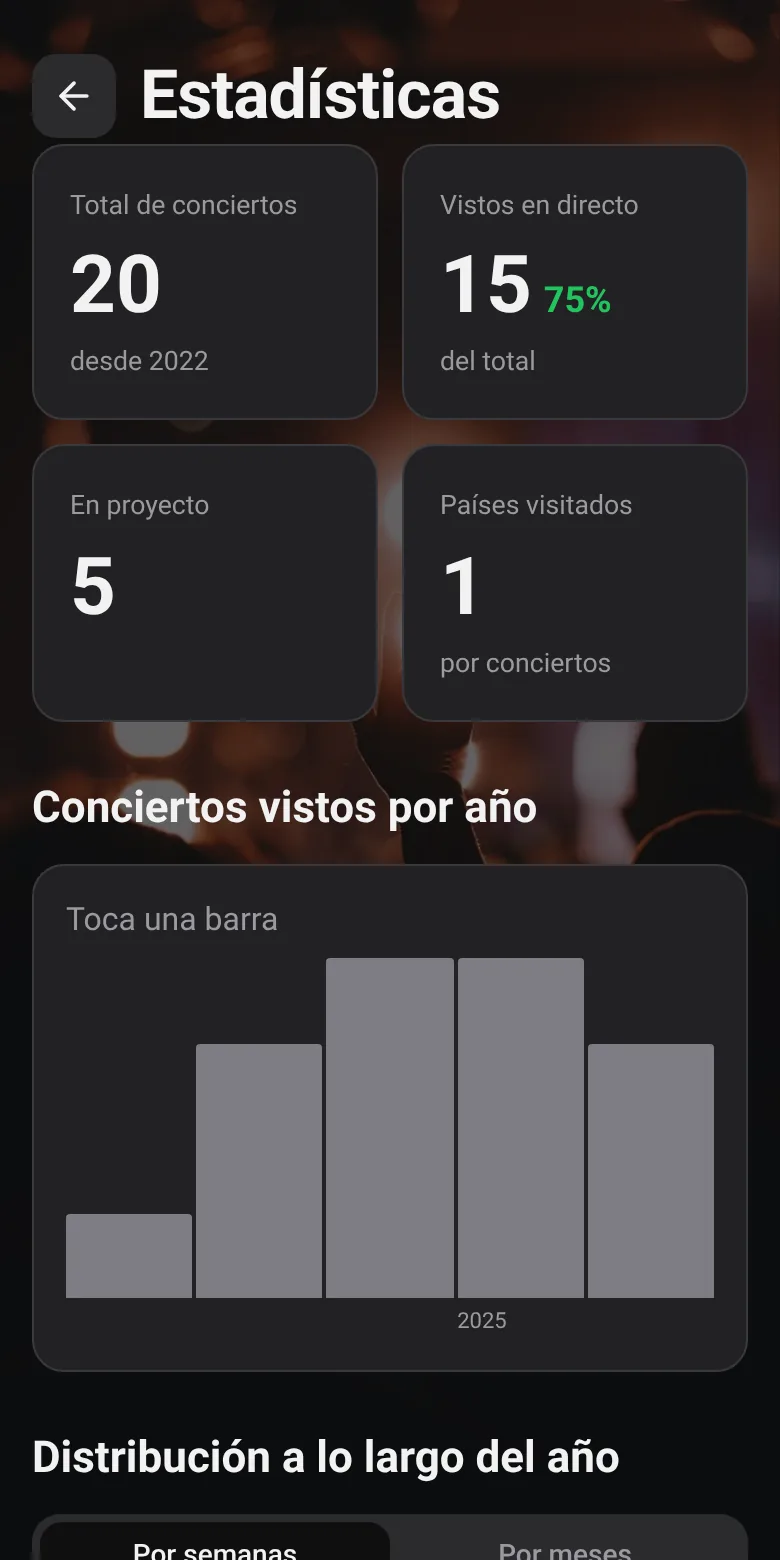 Estadísticas
Total de conciertos
20
desde 2022
Vistos en directo
15 75%
del total
En proyecto
5
Países visitados
1
por conciertos
Conciertos vistos por año
Toca una barra
2025
Distribución a lo largo del año
Por semanas
Por meses